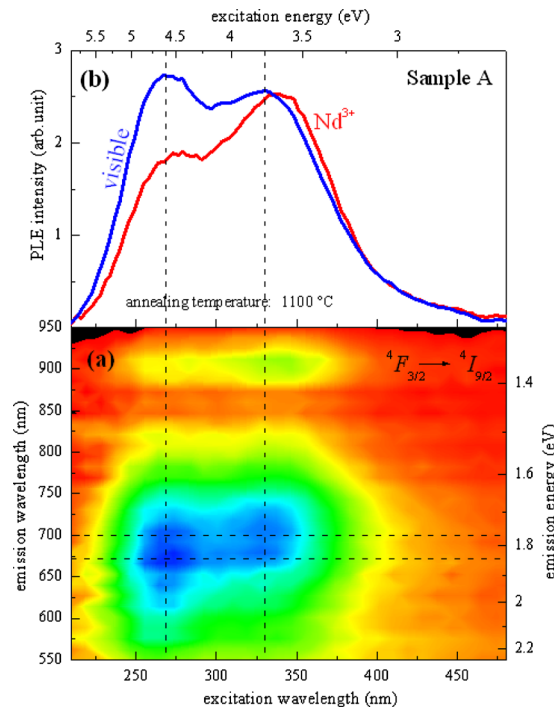 excitation energy (eV)
5.5 5 4.5 4 3.5 3
(b)
Sample A
visible
Nd³⁺
PLE intensity (arb.unit)
3
2
1
annealing temperature: 1100 °C
(a)
⁴F₃/₂ → ⁴I₉/₂
emission wavelength (nm)
950
900
850
800
750
700
650
600
550
1.4
1.6
1.8
2
2.2
emission energy (eV)
250 300 350 400 450
excitation wavelength (nm)